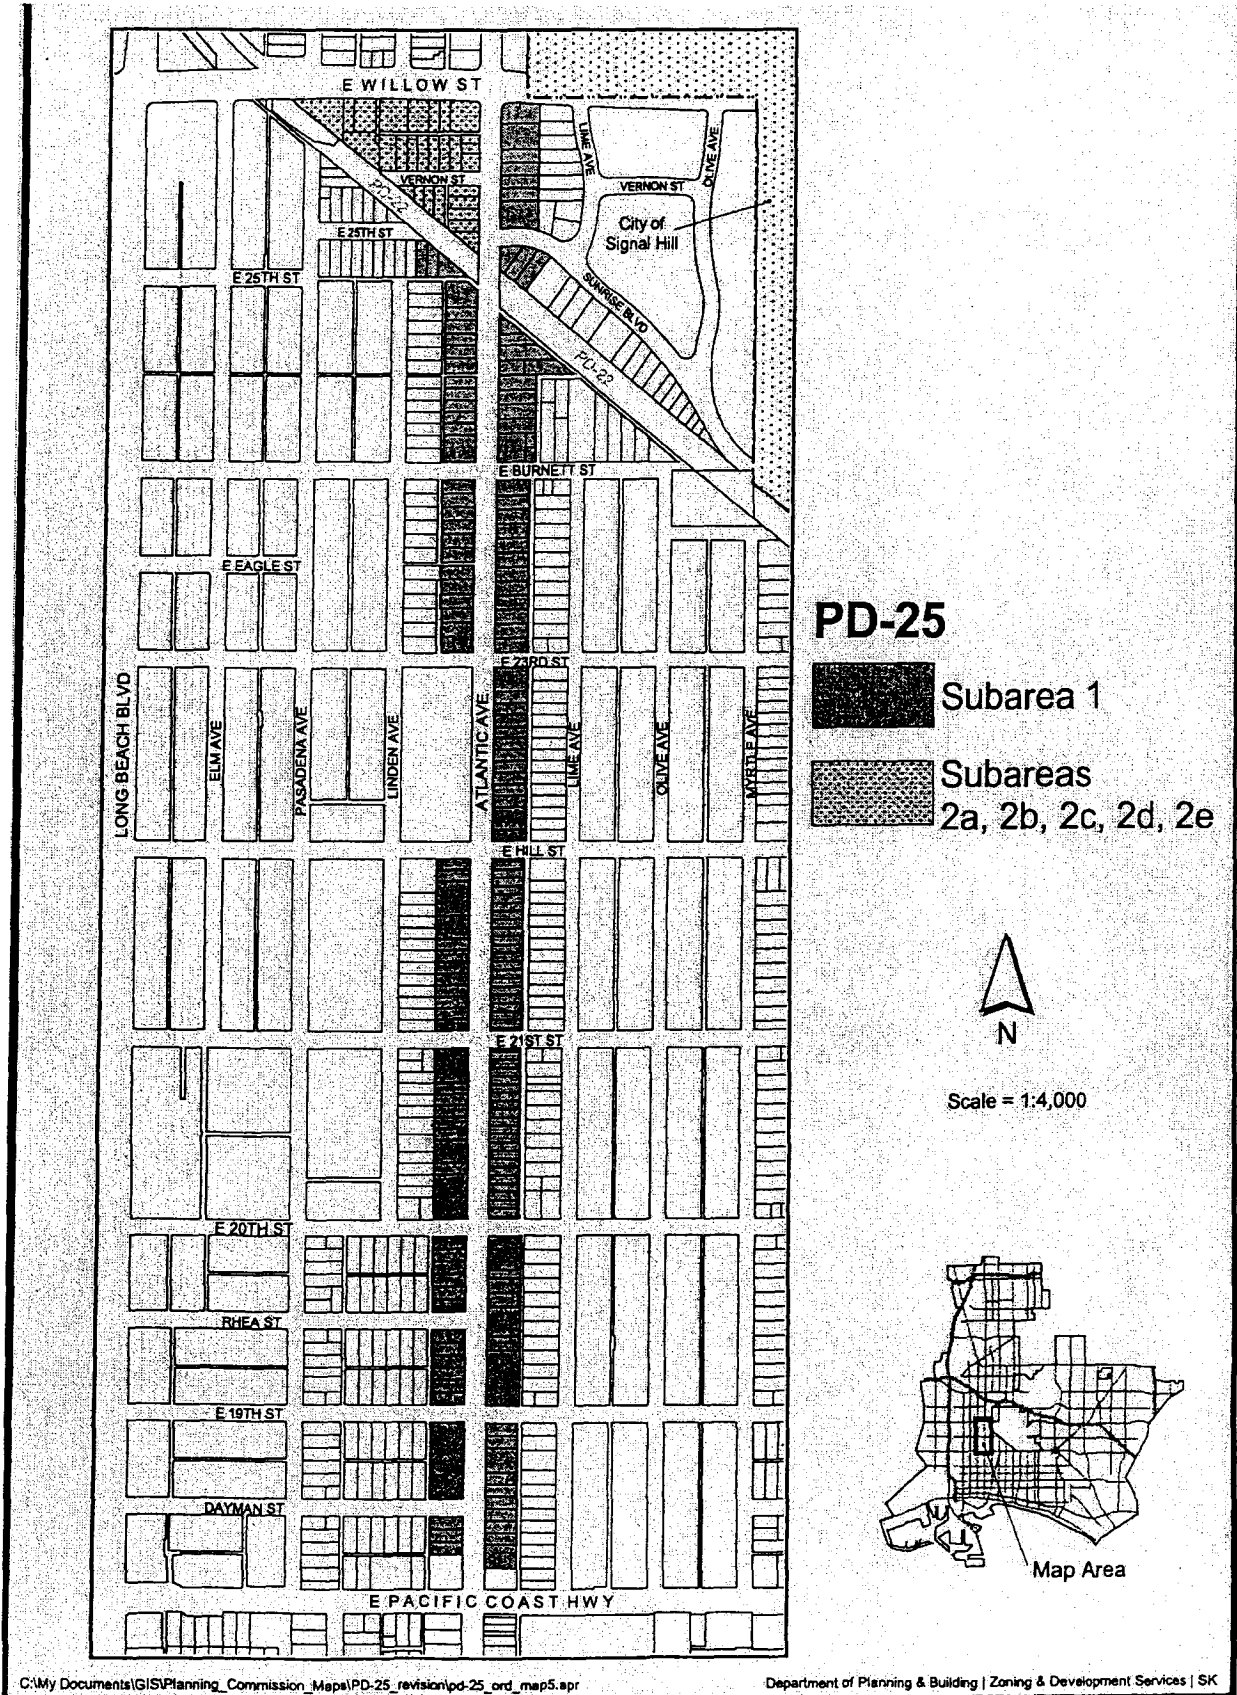 E WILLOW ST
LIME AVE
OLIVE AVE
VERNON ST
VERNON ST
PD-22
City of
Signal Hill
E 25TH ST
E 25TH ST
SUNRISE BLVD
PD-22
E BURNETT ST
E EAGLE ST
PD-25
E 23RD ST
Subarea 1
LONG BEACH BLVD
ELM AVE
PASADENA AVE
LINDEN AVE
ATLANTIC AVE
LIME AVE
OLIVE AVE
MYRTLE AVE
Subareas
2a, 2b, 2c, 2d, 2e
E HILL ST
N
E 21ST ST
Scale = 1:4,000
E 20TH ST
RHEA ST
E 19TH ST
DAYMAN ST
Map Area
E PACIFIC COAST HWY
C:\My Documents\GIS\Planning_Commission_Maps\PD-25_revision\pd-25_ord_map5.apr
Department of Planning & Building | Zoning & Development Services | SK